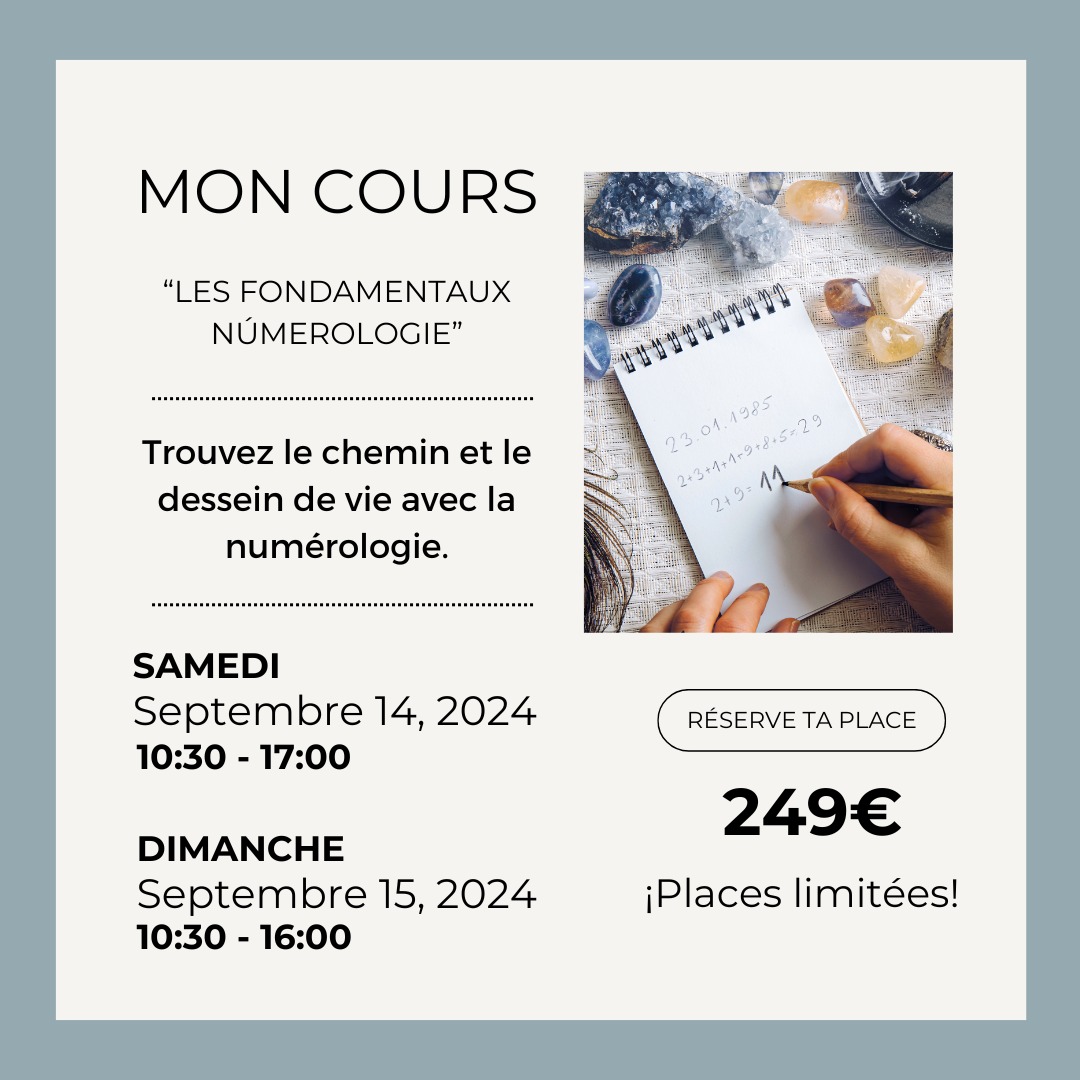 MON COURS
“LES FONDAMENTAUX
NÚMEROLOGIE”
Trouvez le chemin et le
dessein de vie avec la
numérologie.
SAMEDI
Septembre 14, 2024
10:30 - 17:00
DIMANCHE
Septembre 15, 2024
10:30 - 16:00
23.01.1985
2+3+1+1+9+8+5=29
2+9=11
RÉSERVE TA PLACE
249€
¡Places limitées!